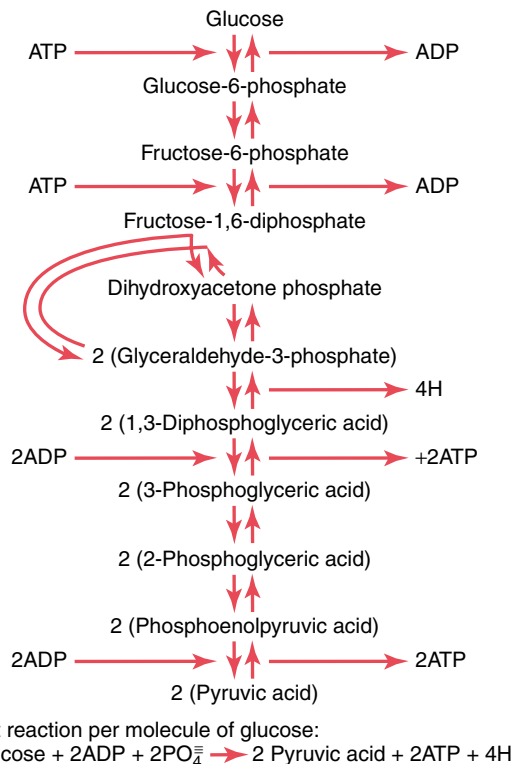 Glucose
ATP ADP
Glucose-6-phosphate
Fructose-6-phosphate
ATP ADP
Fructose-1,6-diphosphate
Dihydroxyacetone phosphate
2 (Glyceraldehyde-3-phosphate)
4H
2 (1,3-Diphosphoglyceric acid)
2ADP +2ATP
2 (3-Phosphoglyceric acid)
2 (2-Phosphoglyceric acid)
2 (Phosphoenolpyruvic acid)
2ADP 2ATP
2 (Pyruvic acid)
t reaction per molecule of glucose:
cose + 2ADP + 2PO₄≡ → 2 Pyruvic acid + 2ATP + 4H